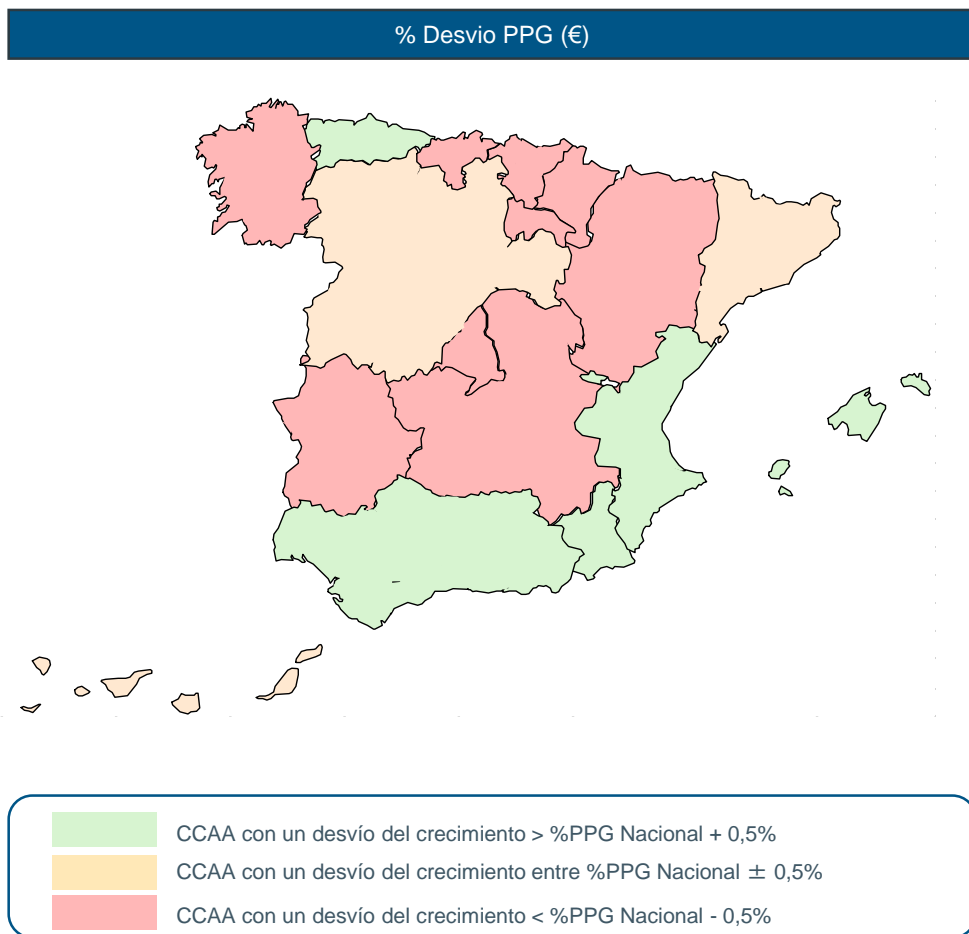 % Desvio PPG (€)
CCAA con un desvío del crecimiento > %PPG Nacional + 0,5%
CCAA con un desvío del crecimiento entre %PPG Nacional ± 0,5%
CCAA con un desvío del crecimiento < %PPG Nacional - 0,5%